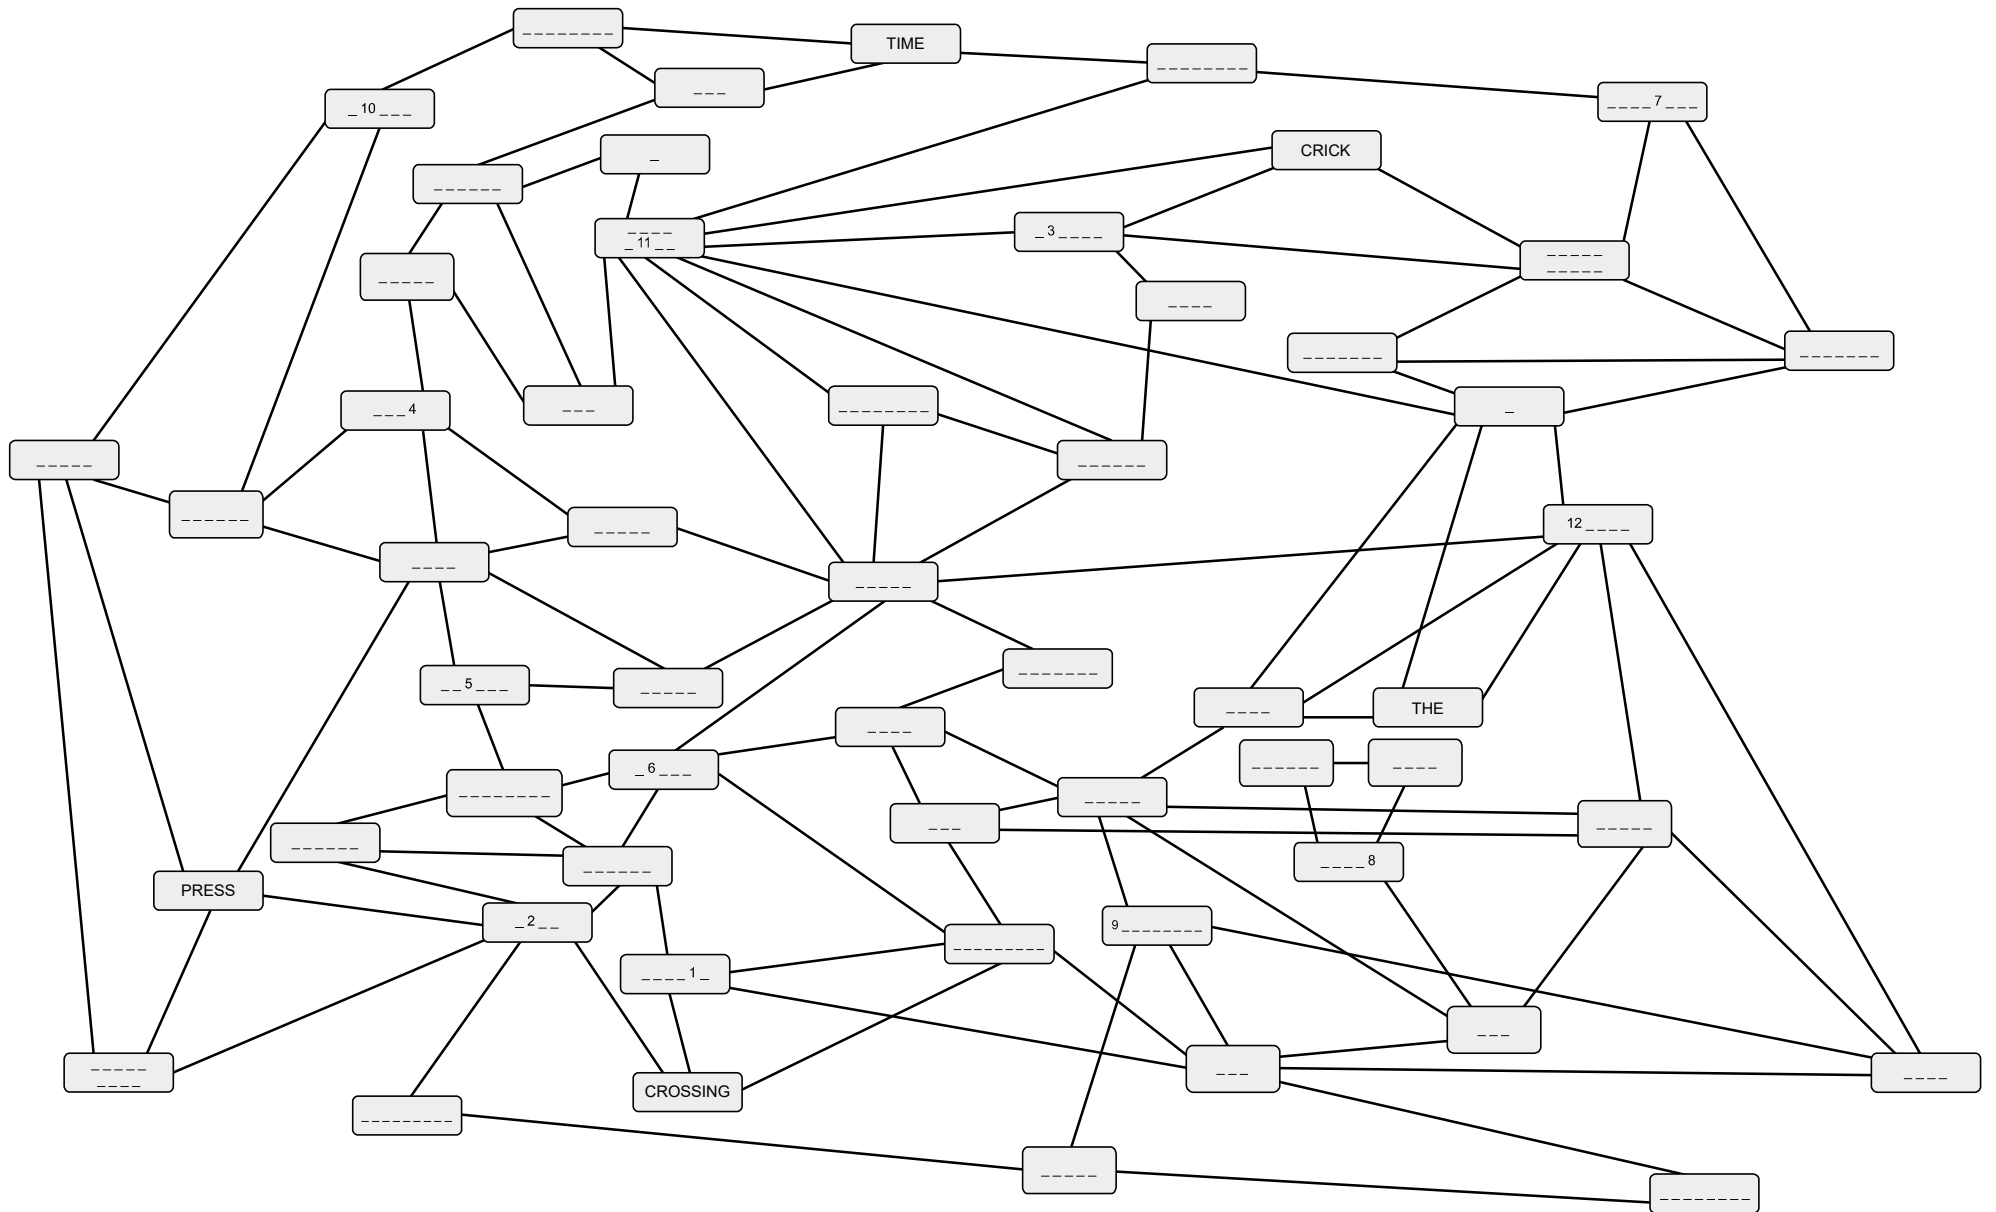 _ _ _ _ _ _ _ _
TIME
_ _ _ _ _ _ _ _
_ _ _
_ 10 _ _ _
_ _ _ _ 7 _ _ _
_
CRICK
_ _ _ _ _ _
_ _ _ _
_ 11 _ _
_ 3 _ _ _ _
_ _ _ _ _
_ _ _ _ _
_ _ _ _ _
_ _ _ _
_ _ _ _ _ _ _
_ _ _ _ _ _ _
_ _ _ 4
_ _ _
_ _ _ _ _ _ _ _
_
_ _ _ _ _
_ _ _ _ _ _
_ _ _ _ _ _
_ _ _ _ _
12 _ _ _ _
_ _ _ _
_ _ _ _ _
_ _ _ _ _ _ _
_ _ 5 _ _ _
_ _ _ _ _
_ _ _ _
THE
_ _ _ _
_ 6 _ _ _
_ _ _ _ _ _
_ _ _ _
_ _ _ _ _ _ _ _
_ _ _ _ _
_ _ _
_ _ _ _ _
_ _ _ _ _ _
_ _ _ _ _ _
_ _ _ _ 8
PRESS
_ 2 _ _
9 _ _ _ _ _ _ _ _
_ _ _ _ _ _ _ _ _
_ _ _ _ 1 _
_ _ _
_ _ _ _ _
_ _ _ _
_ _ _
_ _ _ _
CROSSING
_ _ _ _ _ _ _ _ _
_ _ _ _ _
_ _ _ _ _ _ _ _